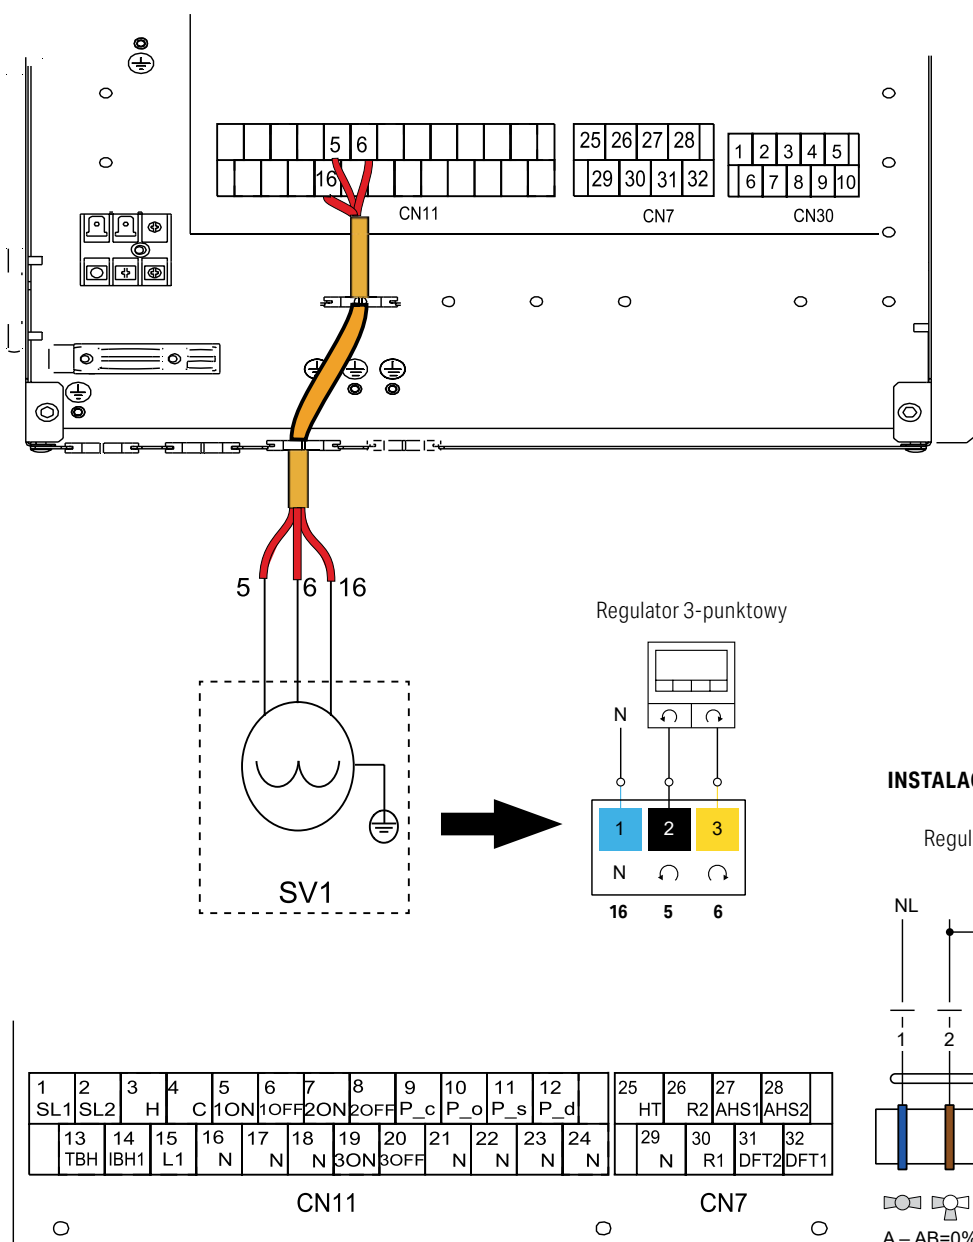 5 6
16
CN11
25 26 27 28
29 30 31 32
CN7
1 2 3 4 5
6 7 8 9 10
CN30
5 6 16
SV1
Regulator 3-punktowy
N
1 2 3
N
16 5 6
INSTALAC
Regul
NL
1 2
1 2 3 4 5 6 7 8 9 10 11 12
SL1 SL2 H C 1ON 1OFF 2ON 2OFF P_c P_o P_s P_d
13 14 15 16 17 18 19 20 21 22 23 24
TBH IBH1 L1 N N N 3ON 3OFF N N N N
CN11
25 26 27 28
HT R2 AHS1 AHS2
29 30 31 32
N R1 DFT2 DFT1
CN7
A – AB=0%